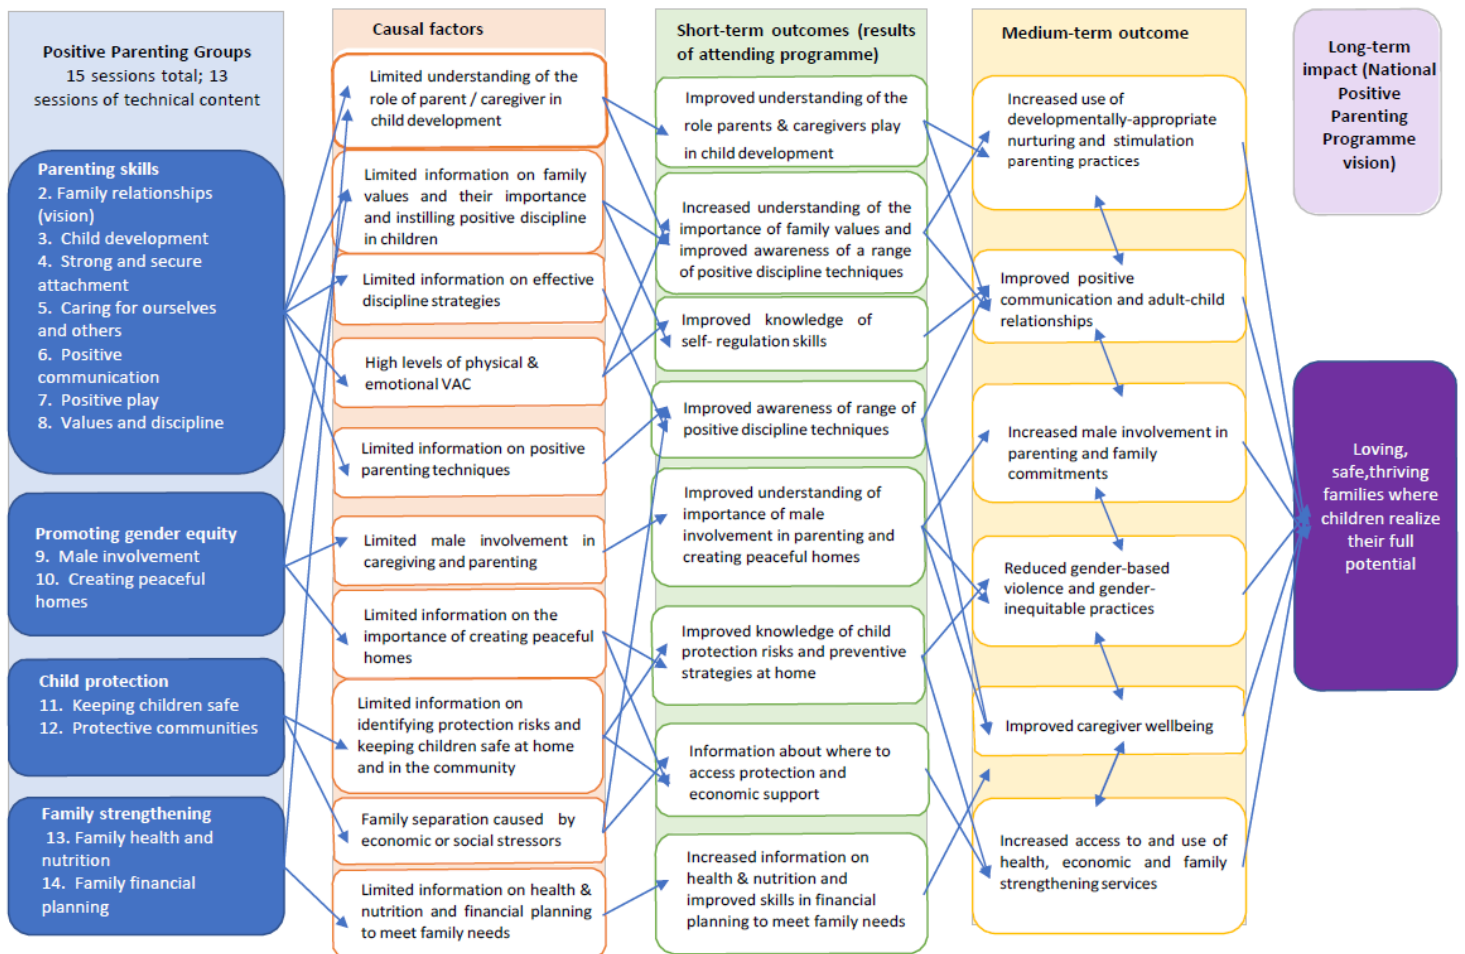 Positive Parenting Groups
15 sessions total; 13
sessions of technical content
Parenting skills
2. Family relationships
(vision)
3. Child development
4. Strong and secure
attachment
5. Caring for ourselves
and others
6. Positive
communication
7. Positive play
8. Values and discipline
Promoting gender equity
9. Male involvement
10. Creating peaceful
homes
Child protection
11. Keeping children safe
12. Protective communities
Family strengthening
13. Family health and
nutrition
14. Family financial
planning
Causal factors
Limited understanding of the
role of parent / caregiver in
child development
Limited information on family
values and their importance
and instilling positive discipline
in children
Limited information on effective
discipline strategies
High levels of physical &
emotional VAC
Limited information on positive
parenting techniques
Limited male involvement in
caregiving and parenting
Limited information on the
importance of creating peaceful
homes
Limited information on
identifying protection risks and
keeping children safe at home
and in the community
Family separation caused by
economic or social stressors
Limited information on health &
nutrition and financial planning
to meet family needs
Short-term outcomes (results
of attending programme)
Improved understanding of the
role parents & caregivers play
in child development
Increased understanding of the
importance of family values and
improved awareness of a range
of positive discipline techniques
Improved knowledge of
self- regulation skills
Improved awareness of range of
positive discipline techniques
Improved understanding of
importance of male
involvement in parenting and
creating peaceful homes
Improved knowledge of child
protection risks and preventive
strategies at home
Information about where to
access protection and
economic support
Increased information on
health & nutrition and
improved skills in financial
planning to meet family needs
Medium-term outcome
Increased use of
developmentally-appropriate
nurturing and stimulation
parenting practices
Improved positive
communication and adult-child
relationships
Increased male involvement in
parenting and family
commitments
Reduced gender-based
violence and gender-
inequitable practices
Improved caregiver wellbeing
Increased access to and use of
health, economic and family
strengthening services
Long-term
impact (National
Positive
Parenting
Programme
vision)
Loving,
safe,thriving
families where
children realize
their full
potential